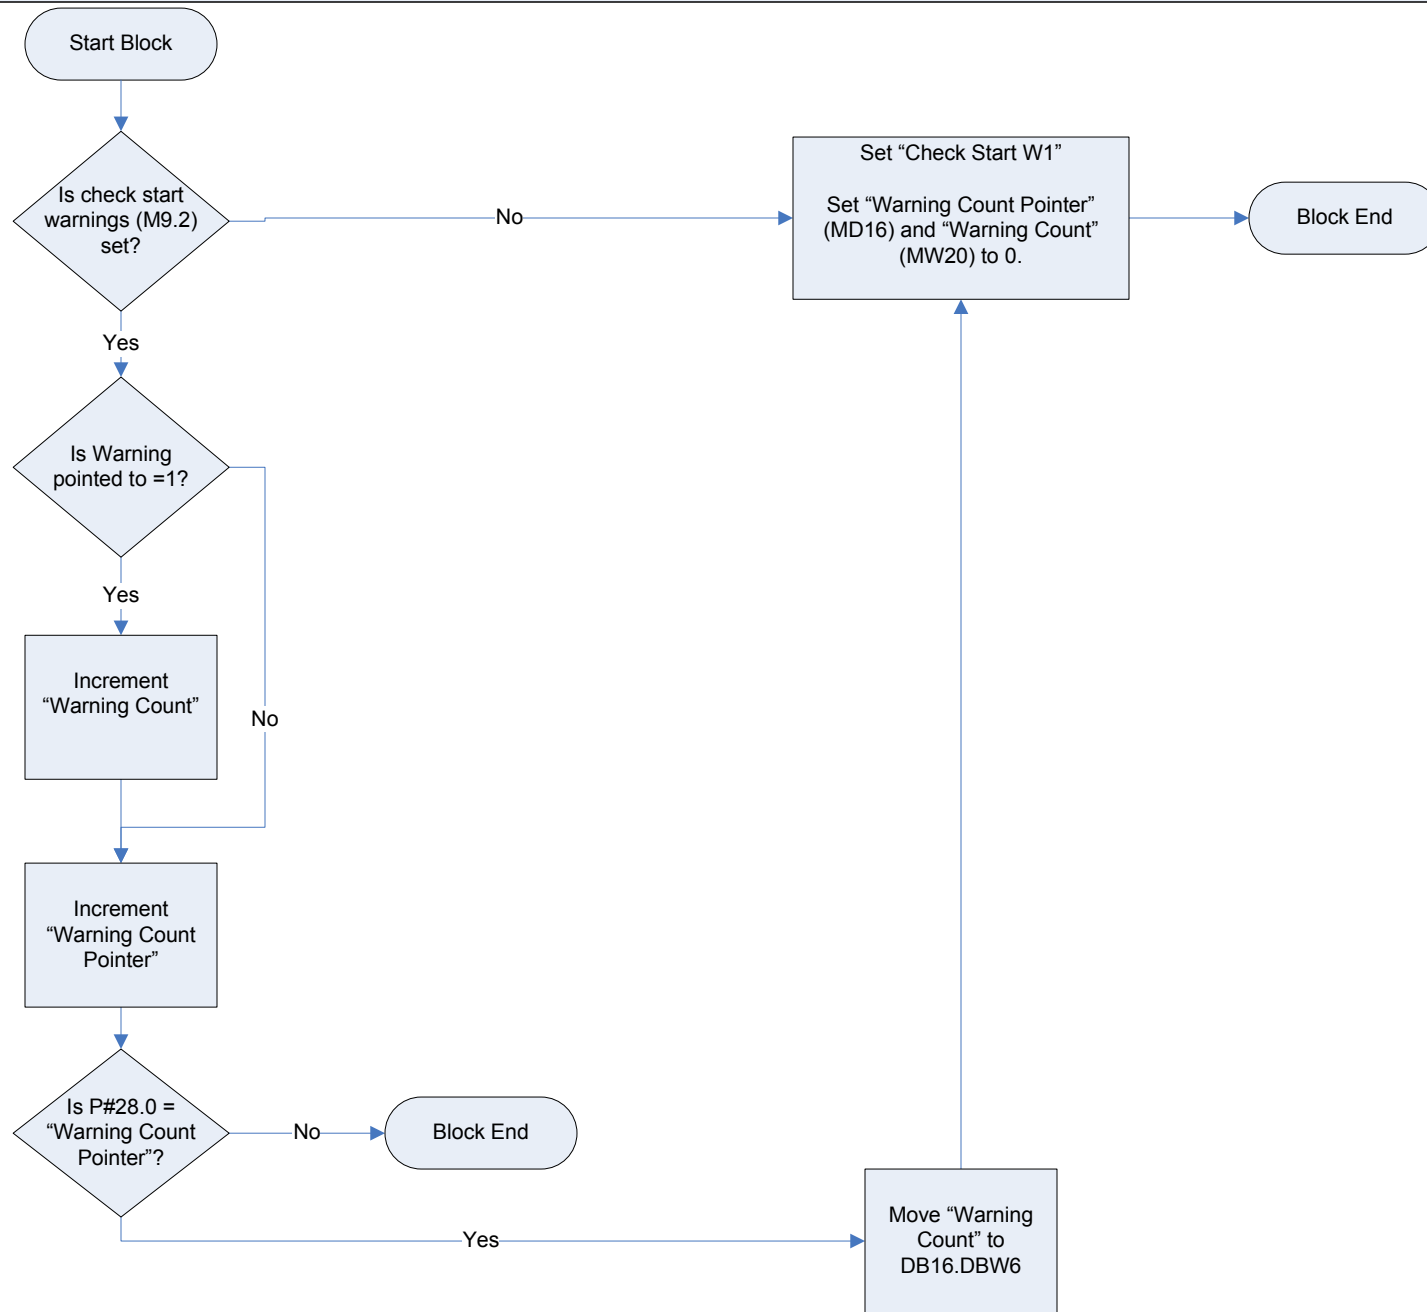 Start Block
Is check start
warnings (M9.2)
set?
No
Set “Check Start W1”
Set “Warning Count Pointer”
(MD16) and “Warning Count”
(MW20) to 0.
Block End
Yes
Is Warning
pointed to =1?
Yes
Increment
“Warning Count”
No
Increment
“Warning Count
Pointer”
Is P#28.0 =
“Warning Count
Pointer”?
No
Block End
Yes
Move “Warning
Count” to
DB16.DBW6